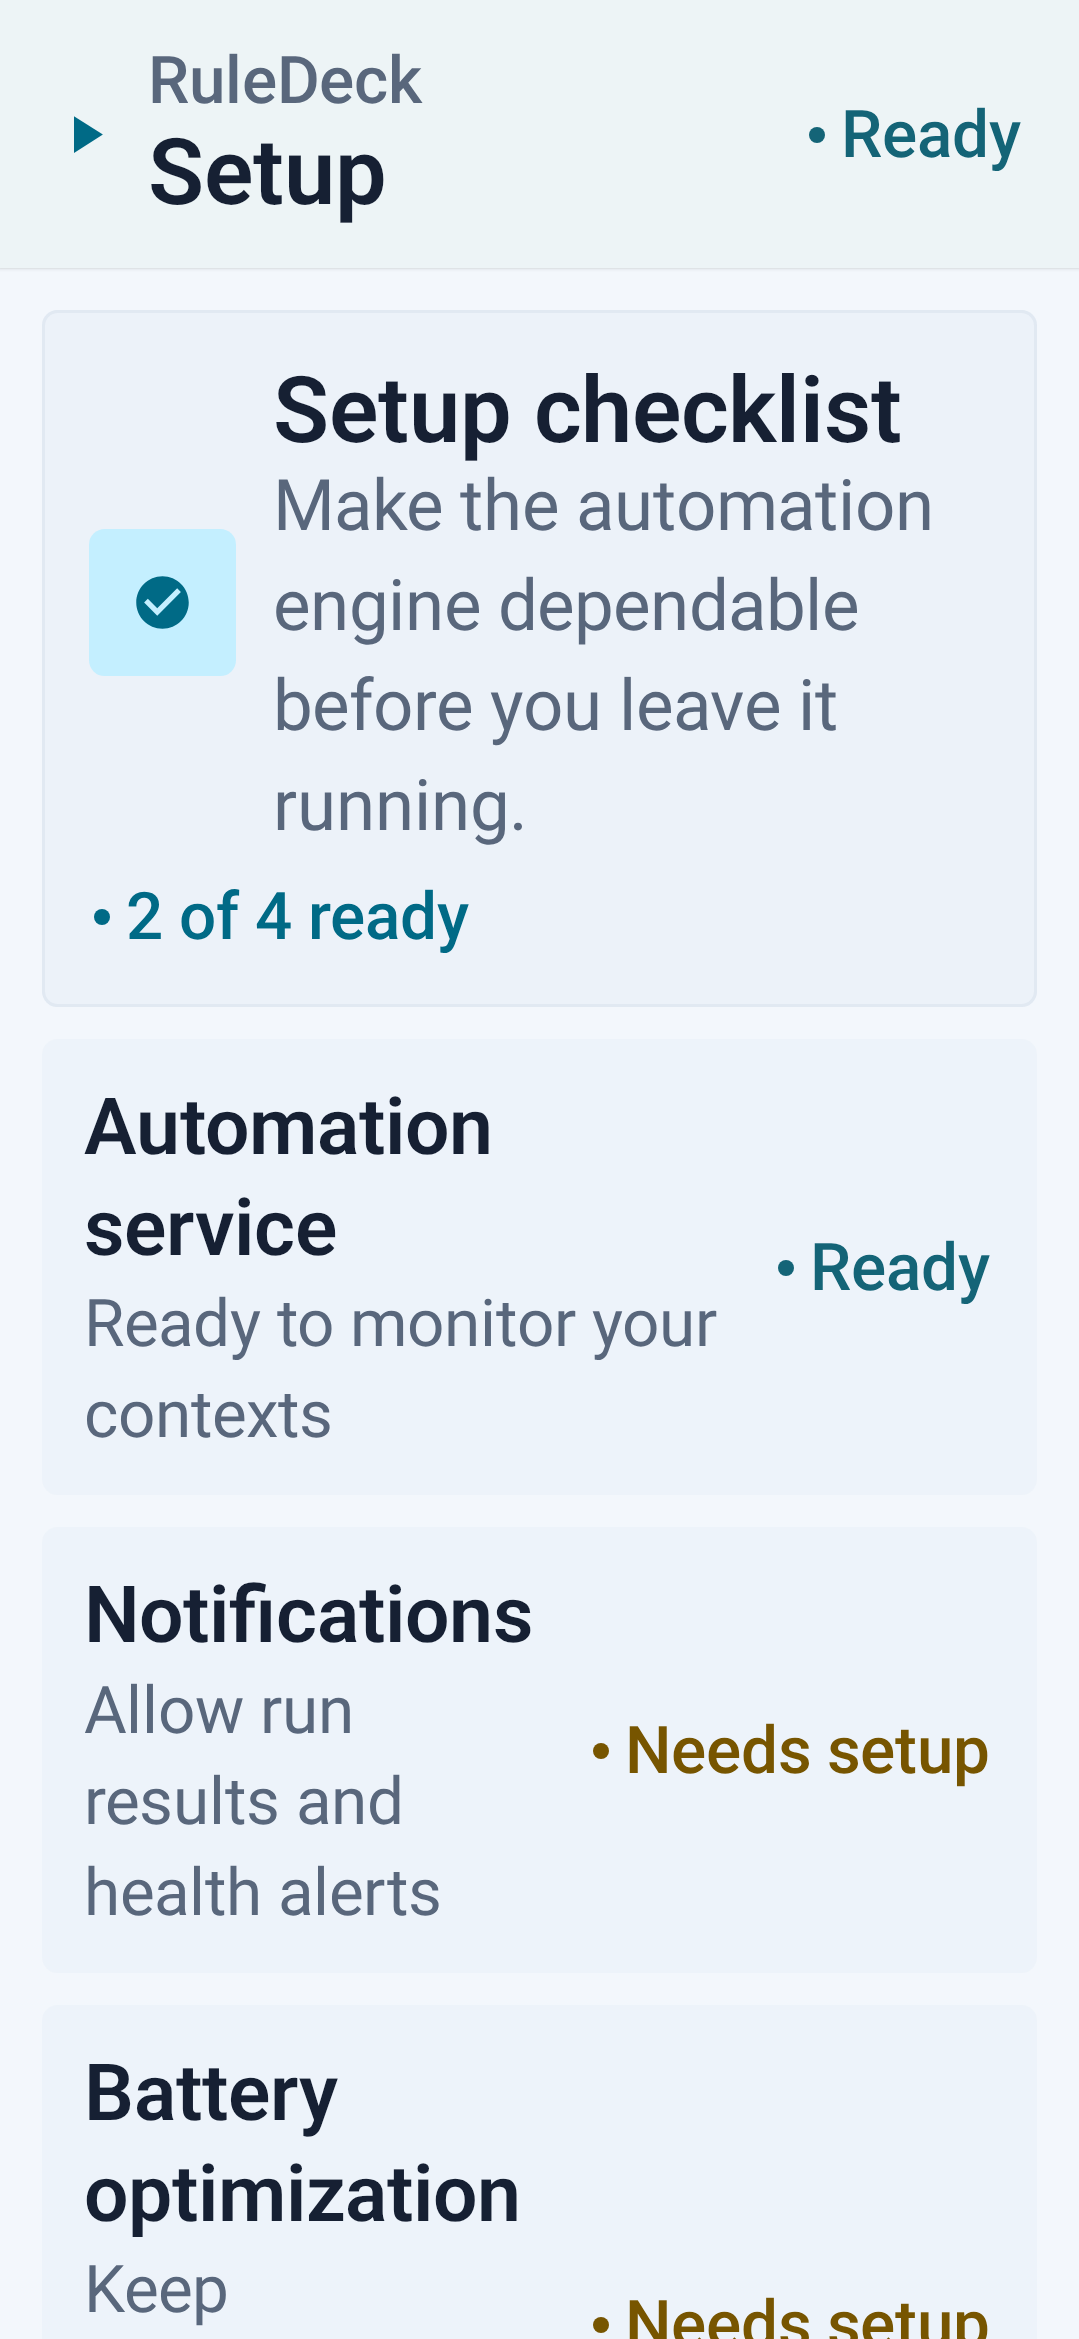 RuleDeck
Setup
• Ready
Setup checklist
Make the automation
engine dependable
before you leave it
running.
• 2 of 4 ready
Automation
service
Ready to monitor your
contexts
• Ready
Notifications
Allow run
results and
health alerts
• Needs setup
Battery
optimization
Keep
• Needs setup